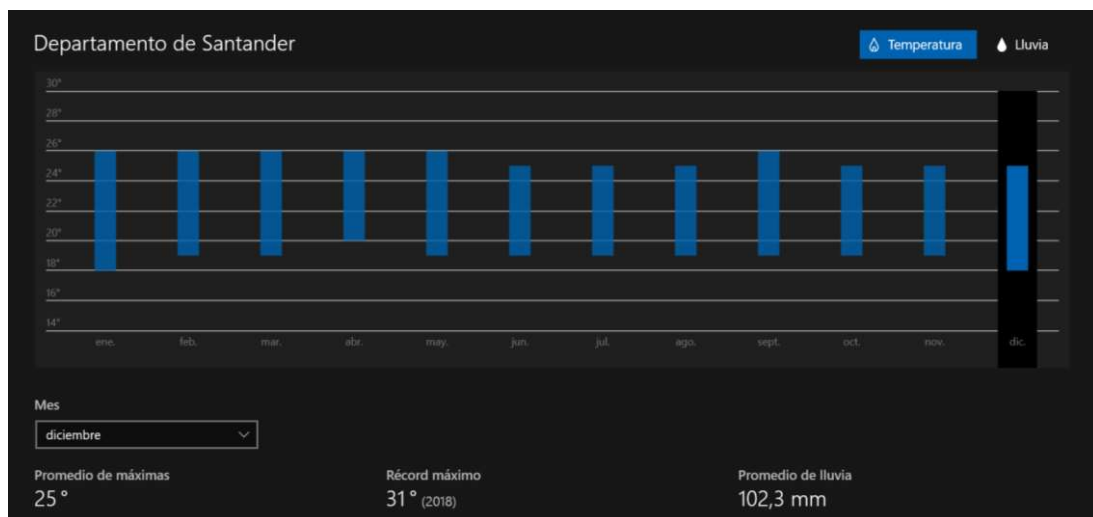 Departamento de Santander
Temperatura Lluvia
30°
28°
26°
24°
22°
20°
18°
16°
14°
ene. feb. mar. abr. may. jun. jul. ago. sept. oct. nov. dic.
Mes
diciembre
Promedio de máximas Récord máximo Promedio de lluvia
25° 31° (2018) 102,3 mm